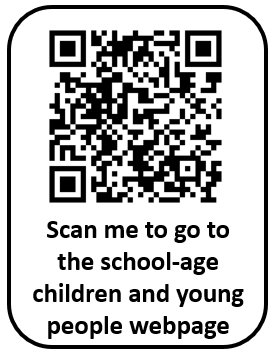 Scan me to go to
the school-age
children and young
people webpage